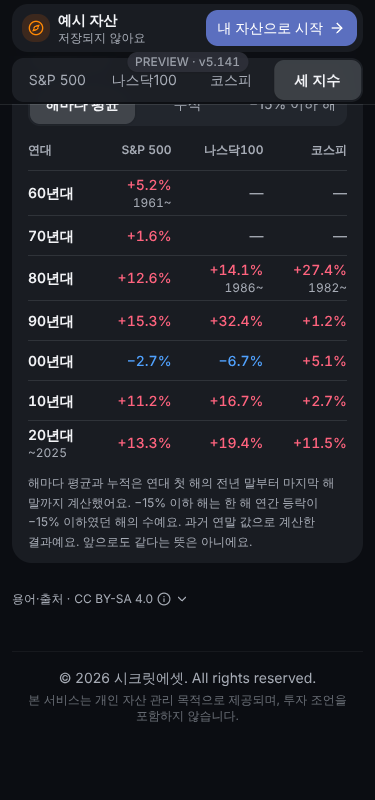 예시 자산
저장되지 않아요
내 자산으로 시작 →
PREVIEW · v5.141
S&P 500 나스닥100 코스피 세 지수
해마다 평균 누적 −15% 이하 해
연대 S&P 500 나스닥100 코스피
60년대 +5.2% — —
1961~
70년대 +1.6% — —
80년대 +12.6% +14.1% +27.4%
1986~ 1982~
90년대 +15.3% +32.4% +1.2%
00년대 −2.7% −6.7% +5.1%
10년대 +11.2% +16.7% +2.7%
20년대 +13.3% +19.4% +11.5%
~2025
해마다 평균과 누적은 연대 첫 해의 전년 말부터 마지막 해
말까지 계산했어요. −15% 이하 해는 한 해 연간 등락이
−15% 이하였던 해의 수예요. 과거 연말 값으로 계산한
결과예요. 앞으로도 같다는 뜻은 아니에요.
용어·출처 · CC BY-SA 4.0
© 2026 시크릿에셋. All rights reserved.
본 서비스는 개인 자산 관리 목적으로 제공되며, 투자 조언을
포함하지 않습니다.